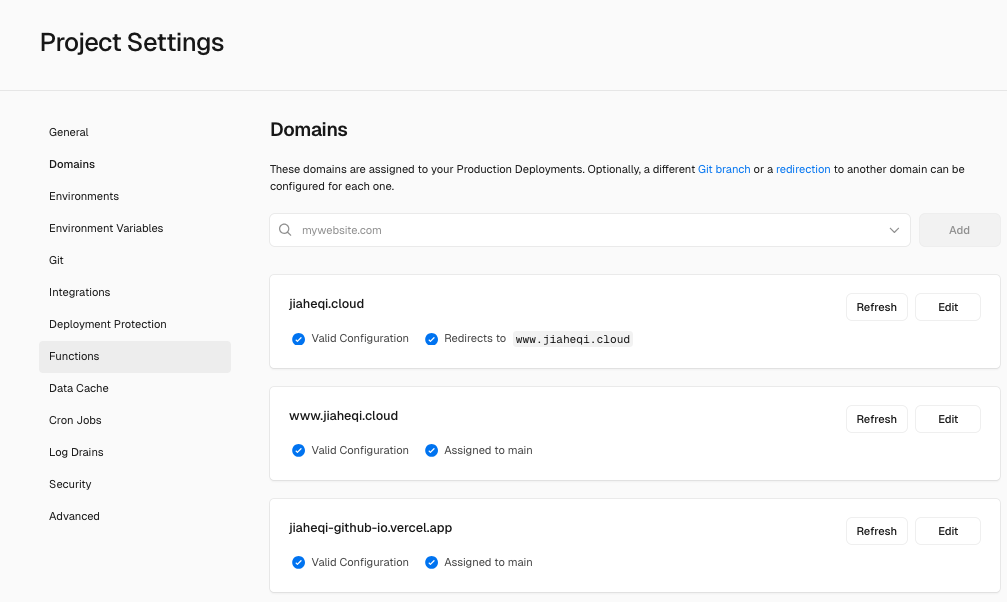 Project Settings
General
Domains
Environments
Environment Variables
Git
Integrations
Deployment Protection
Functions
Data Cache
Cron Jobs
Log Drains
Security
Advanced
Domains
These domains are assigned to your Production Deployments. Optionally, a different Git branch or a redirection to another domain can be
configured for each one.
mywebsite.com
Add
jiaheqi.cloud
Refresh
Edit
Valid Configuration
Redirects to www.jiaheqi.cloud
www.jiaheqi.cloud
Refresh
Edit
Valid Configuration
Assigned to main
jiaheqi-github-io.vercel.app
Refresh
Edit
Valid Configuration
Assigned to main